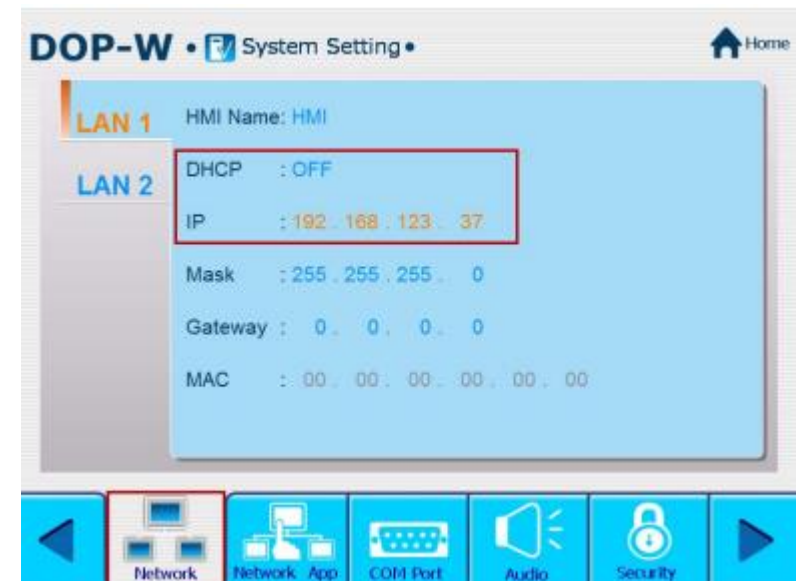 DOP-W • System Setting •
Home
LAN 1
LAN 2
HMI Name: HMI
DHCP : OFF
IP : 192 . 168 . 123 . 37
Mask : 255 . 255 . 255 . 0
Gateway : 0 . 0 . 0 . 0
MAC : 00 . 00 . 00 . 00 . 00 . 00
Network
Network App
COM Port
Audio
Security